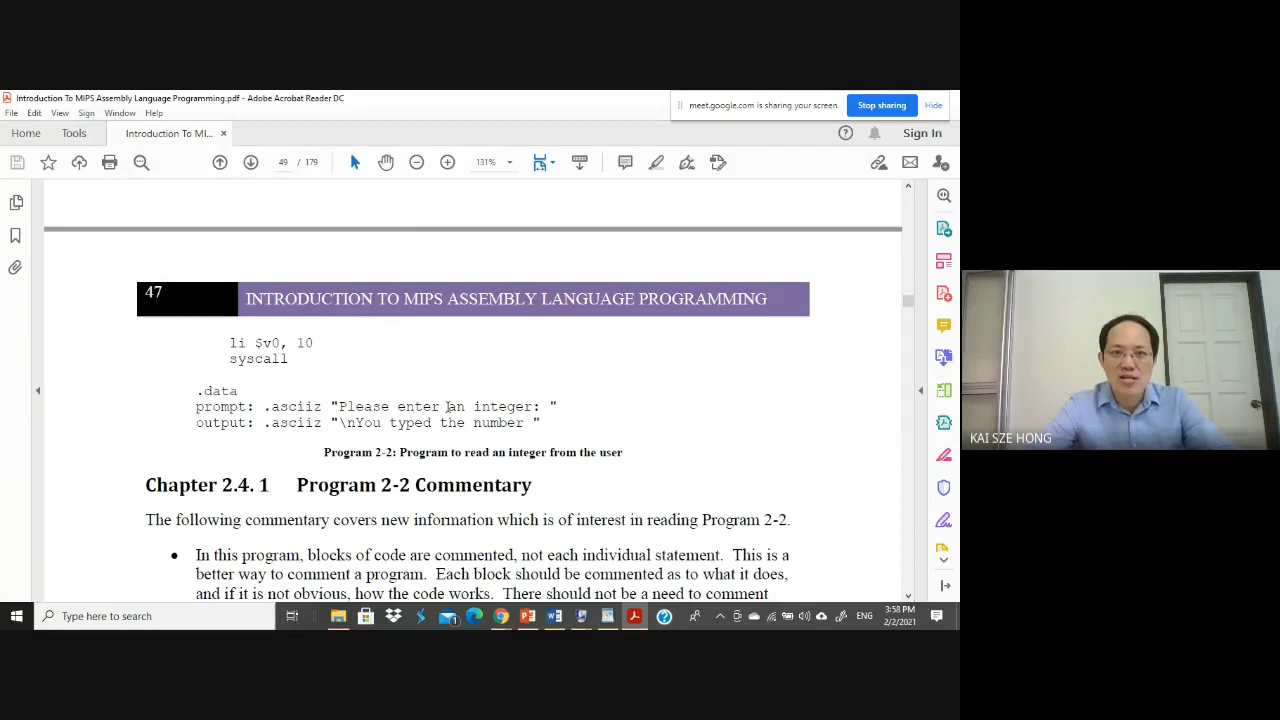 Introduction To MIPS Assembly Language Programming.pdf - Adobe Acrobat Reader DC
meet.google.com is sharing your screen.
Stop sharing
Hide
File Edit View Sign Window Help
Home Tools Introduction To MI... ×
Sign In
49 / 179
131%
47 INTRODUCTION TO MIPS ASSEMBLY LANGUAGE PROGRAMMING
li $v0, 10
syscall
.data
prompt: .asciiz "Please enter an integer: "
output: .asciiz "\nYou typed the number "
Program 2-2: Program to read an integer from the user
Chapter 2.4. 1 Program 2-2 Commentary
The following commentary covers new information which is of interest in reading Program 2-2.
• In this program, blocks of code are commented, not each individual statement. This is a
better way to comment a program. Each block should be commented as to what it does,
and if it is not obvious, how the code works. There should not be a need to comment
KAI SZE HONG
Type here to search
1
ENG
3:58 PM
2/2/2021